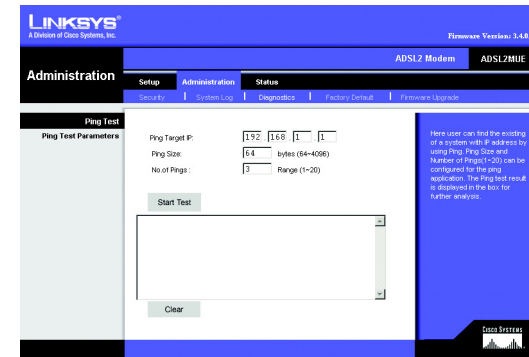 LINKSYS®
A Division of Cisco Systems, Inc.
Firmware Version: 3.4.0
ADSL2 Modem ADSL2MUE
Administration
Setup Administration Status
Security System Log Diagnostics Factory Default Firmware Upgrade
Ping Test
Ping Test Parameters
Ping Target IP: 192 . 168 . 1 . 1
Ping Size: 64 bytes (64~4096)
No.of Pings : 3 Range (1~20)
Start Test
Clear
Here user can find the existing
of a system with IP address by
using Ping. Ping Size and
Number of Pings(1~20) can be
configured for the ping
application. The Ping test result
is displayed in the box for
further analysis.
CISCO SYSTEMS